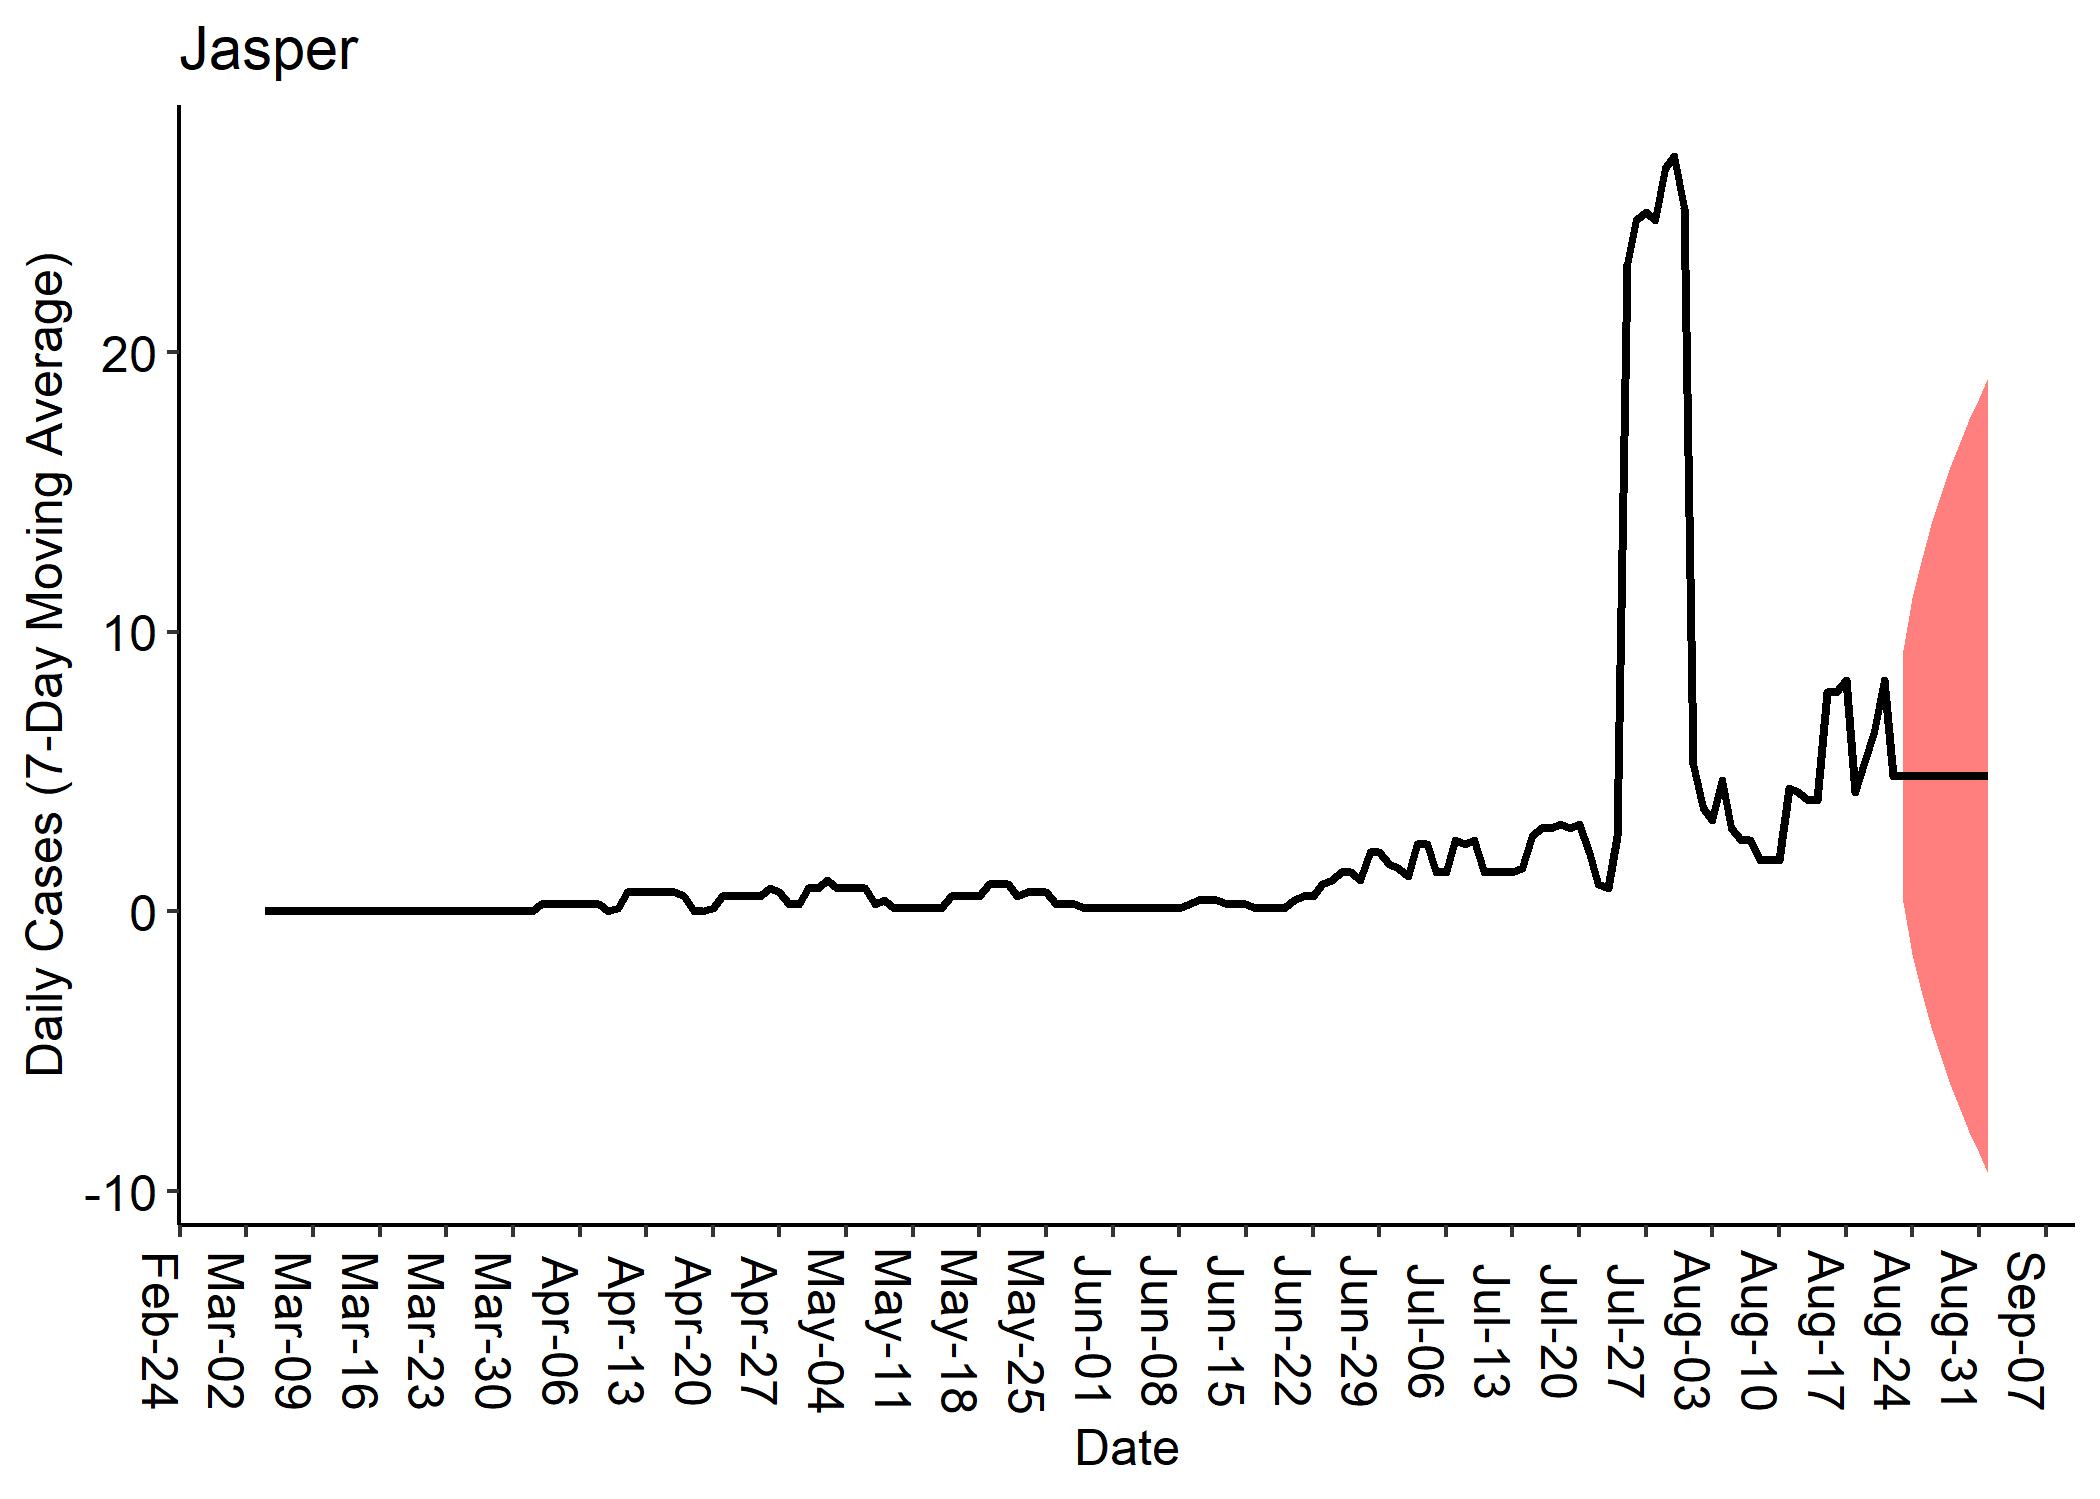 Jasper
Daily Cases (7-Day Moving Average)
20
10
0
-10
Feb-24
Mar-02
Mar-09
Mar-16
Mar-23
Mar-30
Apr-06
Apr-13
Apr-20
Apr-27
May-04
May-11
May-18
May-25
Jun-01
Jun-08
Jun-15
Jun-22
Jun-29
Jul-06
Jul-13
Jul-20
Jul-27
Aug-03
Aug-10
Aug-17
Aug-24
Aug-31
Sep-07
Date